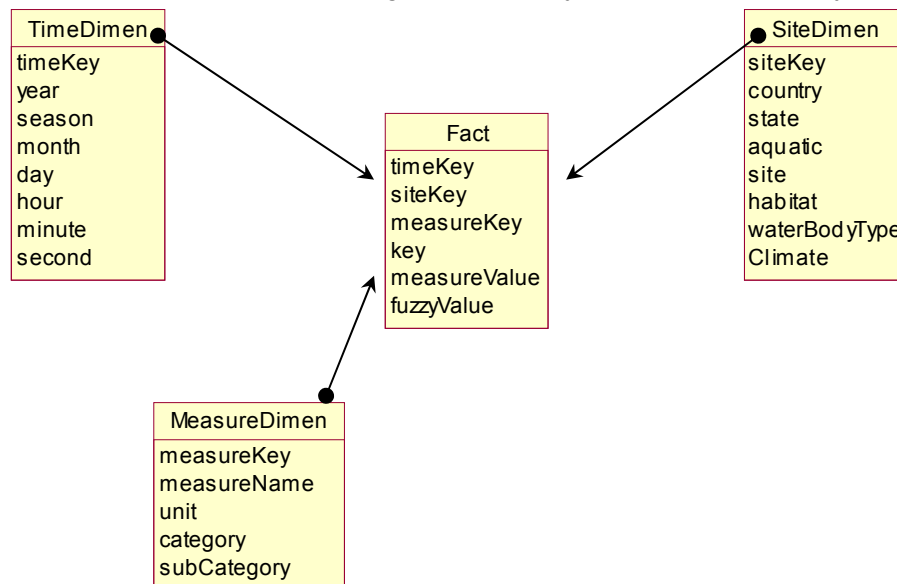 TimeDimen
timeKey
year
season
month
day
hour
minute
second
Fact
timeKey
siteKey
measureKey
key
measureValue
fuzzyValue
SiteDimen
siteKey
country
state
aquatic
site
habitat
waterBodyType
Climate
MeasureDimen
measureKey
measureName
unit
category
subCategory